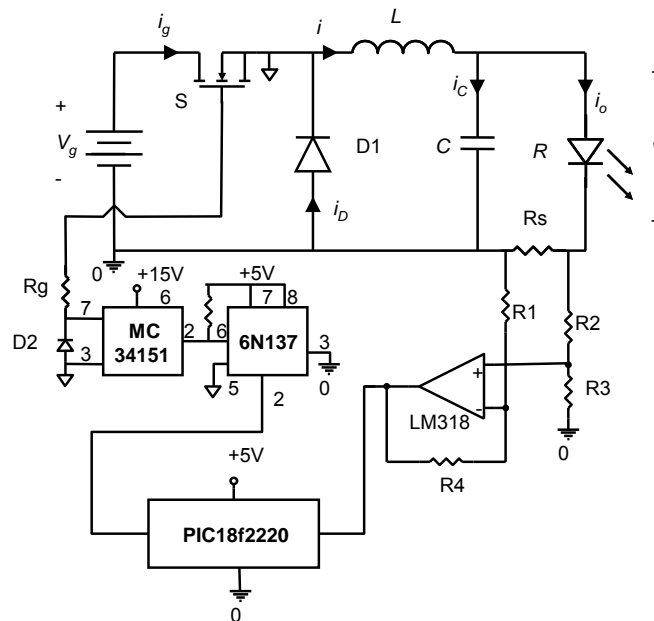 i_g
i
L
+
V_g
-
S
D1
i_D
i_C
C
i_o
R
Rs
0
Rg
+15V
+5V
7
6
7
8
MC
34151
2
6
6N137
3
D2
3
5
2
0
R1
R2
+
-
LM318
R3
0
R4
+5V
PIC18f2220
0